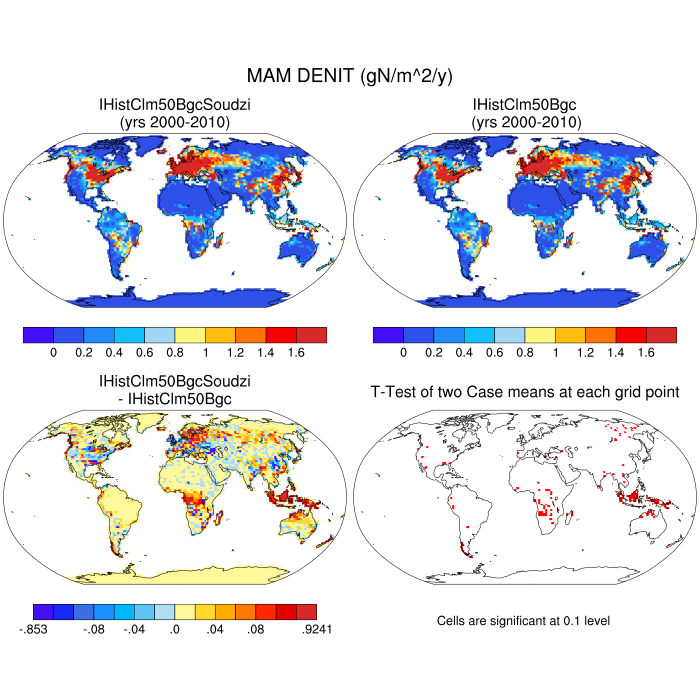 MAM DENIT (gN/m^2/y)
IHistClm50BgcSoudzi
(yrs 2000-2010)
IHistClm50Bgc
(yrs 2000-2010)
0 0.2 0.4 0.6 0.8 1 1.2 1.4 1.6
0 0.2 0.4 0.6 0.8 1 1.2 1.4 1.6
IHistClm50BgcSoudzi
- IHistClm50Bgc
T-Test of two Case means at each grid point
-.853 -.08 -.04 .0 .04 .08 .9241
Cells are significant at 0.1 level